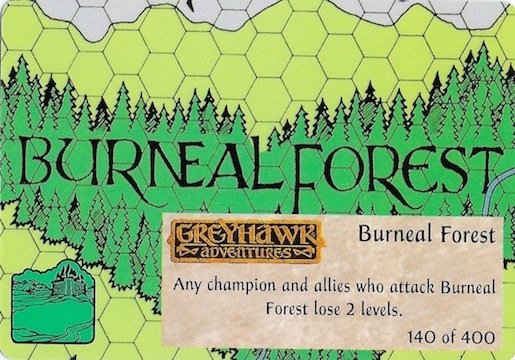 BURNEAL FOREST
GREYHAWK
ADVENTURES
Burneal Forest
Any champion and allies who attack Burneal
Forest lose 2 levels.
140 of 400